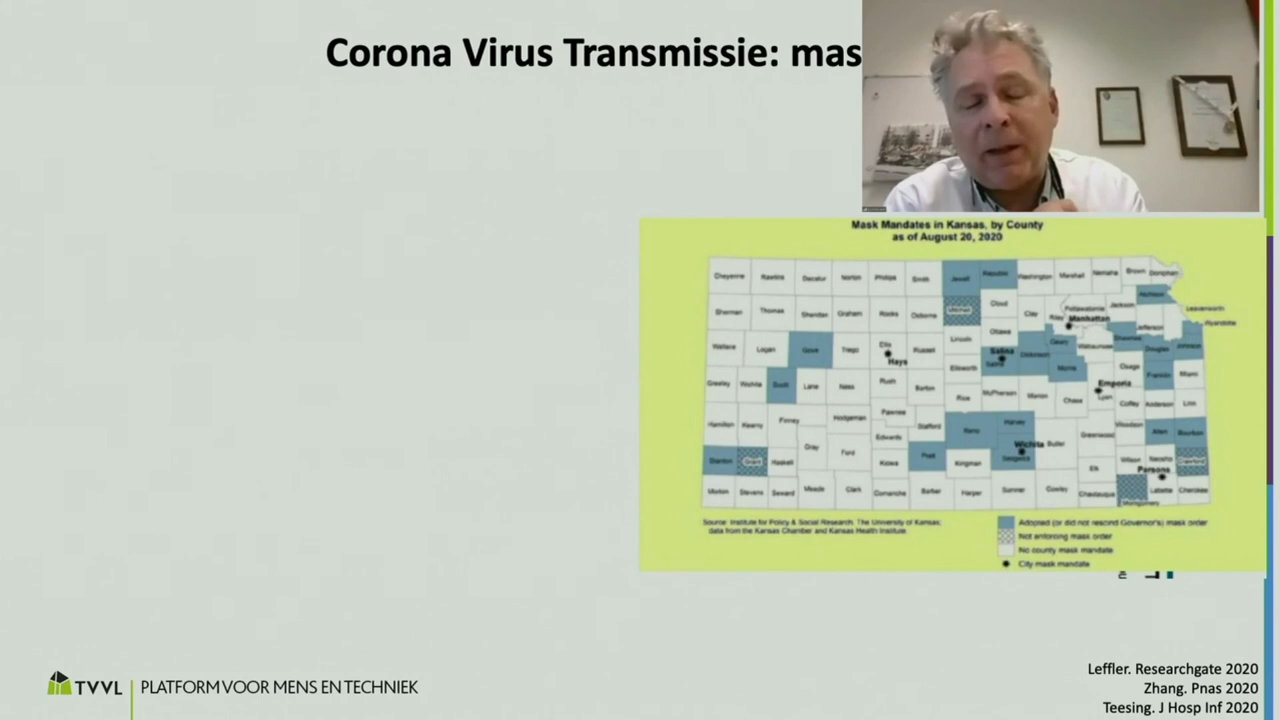 Corona Virus Transmissie: mas
Mask Mandates in Kansas, by County
as of August 20, 2020
Cheyenne Rawlins Decatur Norton Phillips Smith Jewell Republic Washington Marshall Nemaha Brown Doniphan
Sherman Thomas Sheridan Graham Rooks Osborne Mitchell Cloud Clay Riley Pottawatomie Jackson Atchison Leavenworth
Manhattan Jefferson Wyandotte
Wallace Logan Gove Trego Ellis Russell Lincoln Ottawa Geary Wabaunsee Shawnee Douglas Johnson
Hays Salina Saline Dickinson Morris Osage Franklin Miami
Greeley Wichita Scott Lane Ness Rush Barton Ellsworth Rice McPherson Marion Chase Emporia Lyon Coffey Anderson Linn
Hamilton Kearny Finney Hodgeman Pawnee Stafford Reno Harvey Butler Greenwood Woodson Allen Bourbon
Gray Ford Edwards Wichita Sedgwick
Stanton Grant Haskell Kiowa Pratt Kingman Elk Wilson Neosho Crawford
Parsons
Morton Stevens Seward Meade Clark Comanche Barber Harper Sumner Cowley Chautauqua Montgomery Labette Cherokee
Source: Institute for Policy & Social Research. The University of Kansas;
data from the Kansas Chamber and Kansas Health Institute.
Adopted (or did not rescind Governor's) mask order
Not enforcing mask order
No county mask mandate
City mask mandate
TVVL PLATFORM VOOR MENS EN TECHNIEK
Leffler. Researchgate 2020
Zhang. Pnas 2020
Teesing. J Hosp Inf 2020